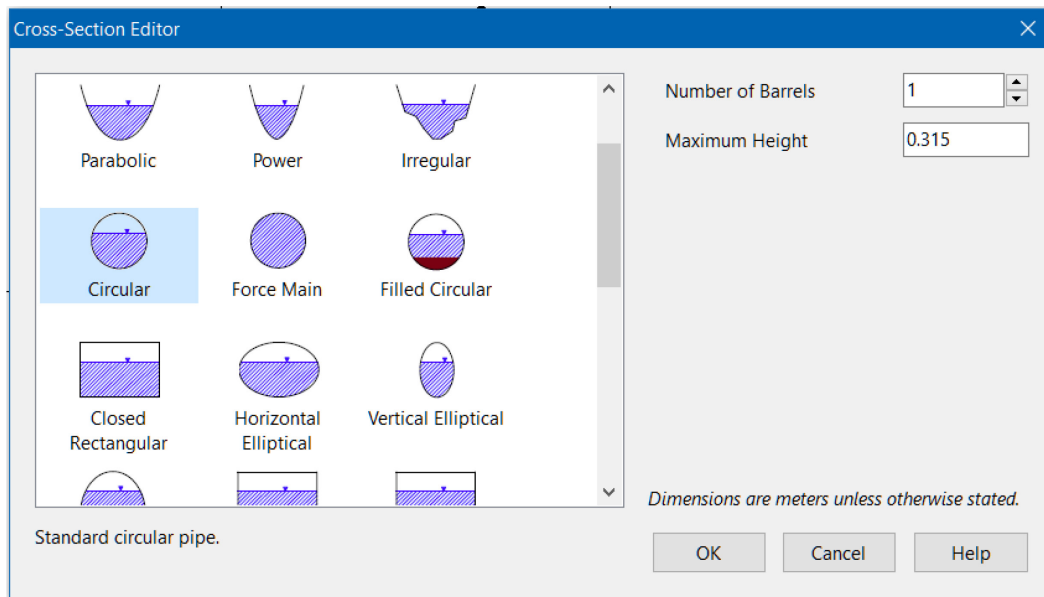 Cross-Section Editor
Number of Barrels
1
Maximum Height
0.315
Parabolic
Power
Irregular
Circular
Force Main
Filled Circular
Closed
Rectangular
Horizontal
Elliptical
Vertical Elliptical
Dimensions are meters unless otherwise stated.
Standard circular pipe.
OK
Cancel
Help